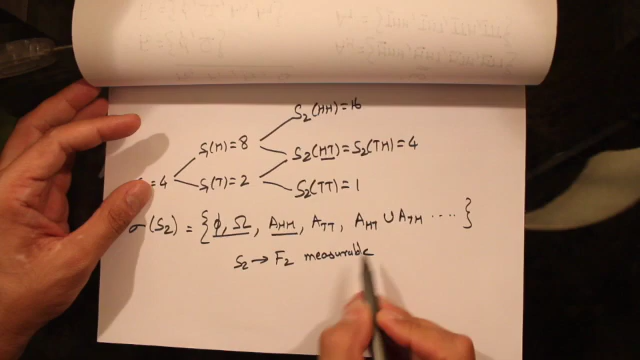 S₂(HH) = 16
S₁(H) = 8
S₂(HT) = S₂(TH) = 4
= 4
S₁(T) = 2
S₂(TT) = 1
σ(S₂) = {ϕ, Ω, A_HH, A_TT, A_HT ∪ A_TH ....}
S₂ → F₂ measurable